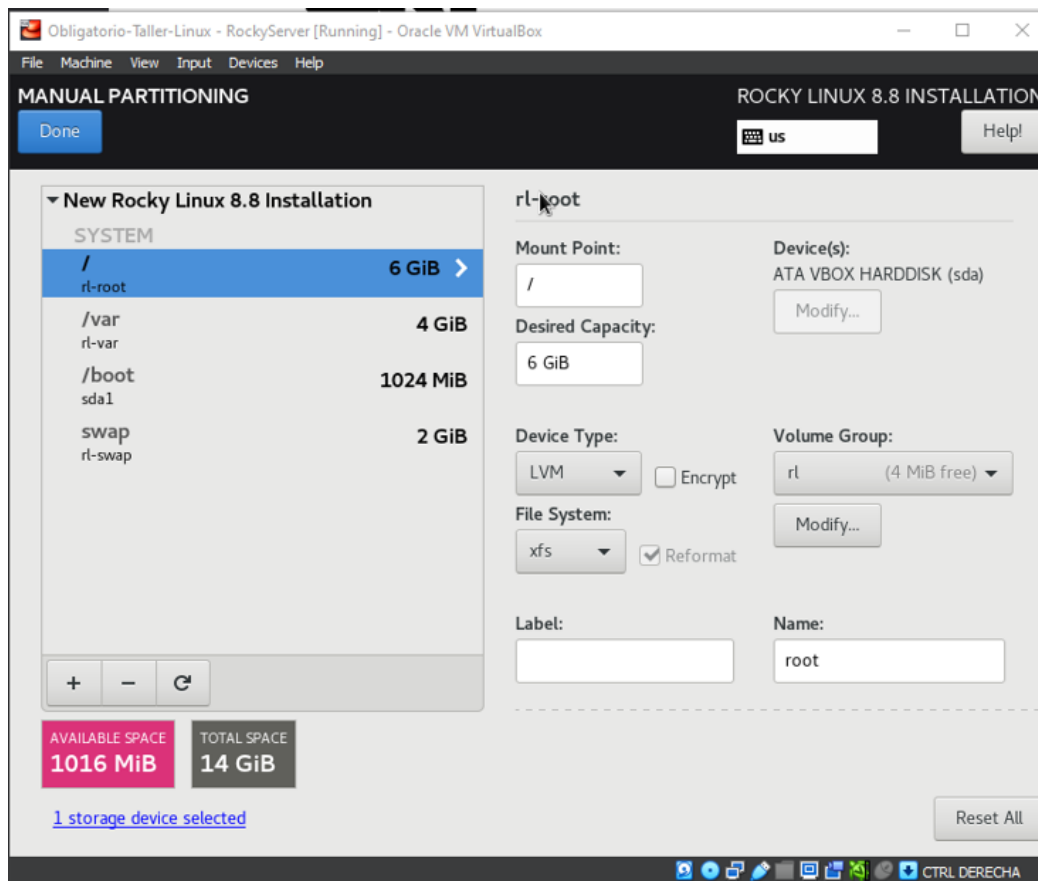 Obligatorio-Taller-Linux - RockyServer [Running] - Oracle VM VirtualBox
File Machine View Input Devices Help
MANUAL PARTITIONING
ROCKY LINUX 8.8 INSTALLATION
Done
us
Help!
New Rocky Linux 8.8 Installation
SYSTEM
/
6 GiB
rl-root
/var
4 GiB
rl-var
/boot
1024 MiB
sda1
swap
2 GiB
rl-swap
rl-root
Mount Point:
/
Desired Capacity:
6 GiB
Device(s):
ATA VBOX HARDDISK (sda)
Modify...
Device Type:
LVM
Encrypt
Volume Group:
rl (4 MiB free)
Modify...
File System:
xfs
Reformat
Label:
Name:
root
AVAILABLE SPACE
1016 MiB
TOTAL SPACE
14 GiB
1 storage device selected
Reset All
CTRL DERECHA